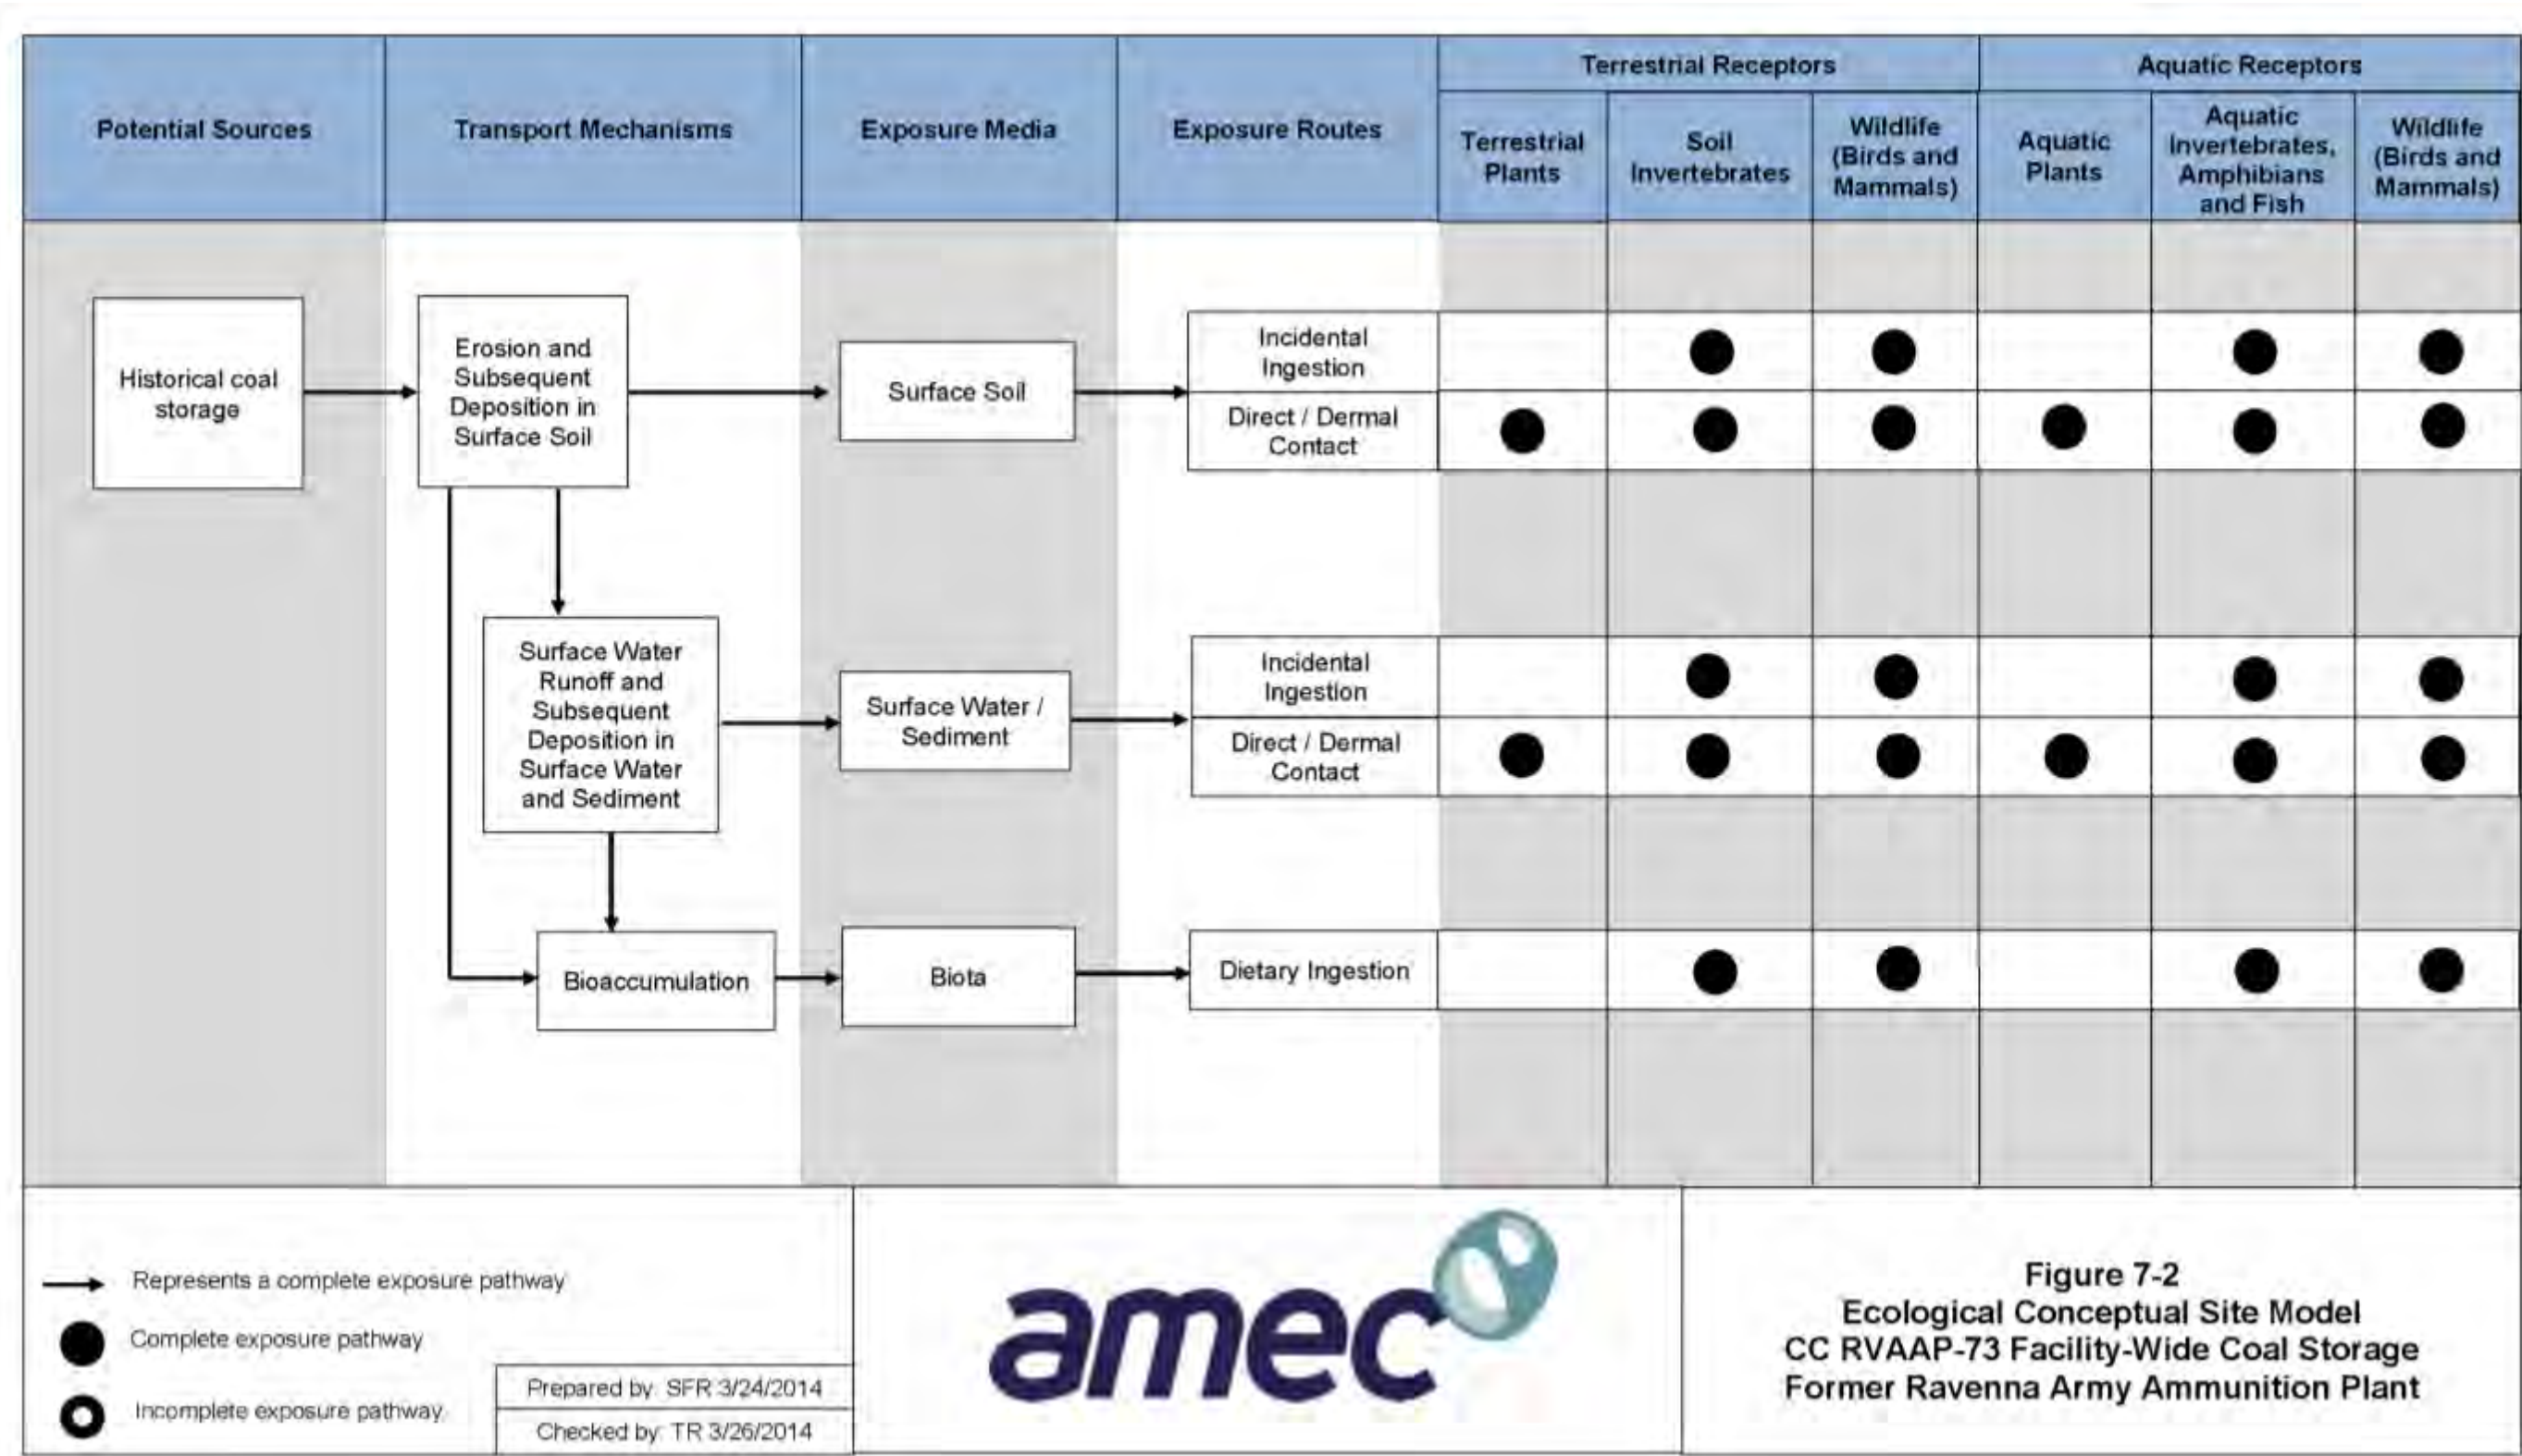 Potential Sources
Transport Mechanisms
Exposure Media
Exposure Routes
Terrestrial Receptors
Aquatic Receptors
Terrestrial
Plants
Soil
Invertebrates
Wildlife
(Birds and
Mammals)
Aquatic
Plants
Aquatic
Invertebrates,
Amphibians
and Fish
Wildlife
(Birds and
Mammals)
Historical coal
storage
Erosion and
Subsequent
Deposition in
Surface Soil
Surface Soil
Incidental
Ingestion
Direct / Dermal
Contact
Surface Water
Runoff and
Subsequent
Deposition in
Surface Water
and Sediment
Surface Water /
Sediment
Incidental
Ingestion
Direct / Dermal
Contact
Bioaccumulation
Biota
Dietary Ingestion
Represents a complete exposure pathway
Complete exposure pathway
Incomplete exposure pathway
Prepared by: SFR 3/24/2014
Checked by: TR 3/26/2014
amec
Figure 7-2
Ecological Conceptual Site Model
CC RVAAP-73 Facility-Wide Coal Storage
Former Ravenna Army Ammunition Plant